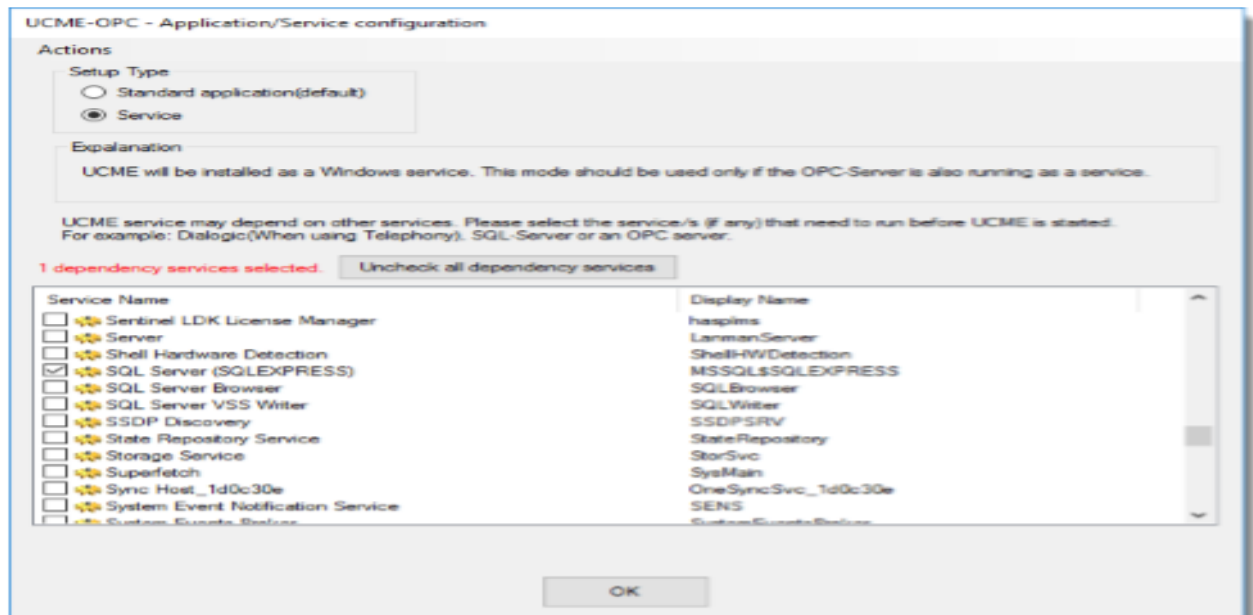 UCME-OPC - Application/Service configuration
Actions
Setup Type
Standard application(default)
Service
Expalanation
UCME will be installed as a Windows service. This mode should be used only if the OPC-Server is also running as a service.
UCME service may depend on other services. Please select the service/s (if any) that need to run before UCME is started.
For example: Dialogic(When using Telephony), SQL-Server or an OPC server.
1 dependency services selected. Uncheck all dependency services
Service Name Display Name
Sentinel LDK License Manager hasplms
Server LanmanServer
Shell Hardware Detection ShellHWDetection
SQL Server (SQLEXPRESS) MSSQL$SQLEXPRESS
SQL Server Browser SQLBrowser
SQL Server VSS Writer SQLWriter
SSDP Discovery SSDPSRV
State Repository Service StateRepository
Storage Service StorSvc
Superfetch SysMain
Sync Host_1d0c30e OneSyncSvc_1d0c30e
System Event Notification Service SENS
System Events Broker SystemEventsBroker
OK